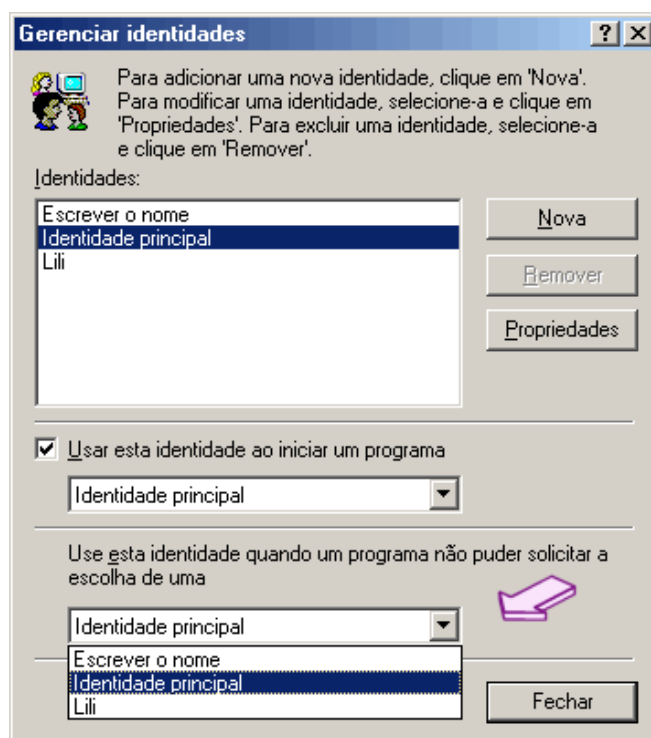 Gerenciar identidades
Para adicionar uma nova identidade, clique em 'Nova'.
Para modificar uma identidade, selecione-a e clique em
'Propriedades'. Para excluir uma identidade, selecione-a
e clique em 'Remover'.
Identidades:
Escrever o nome
Identidade principal
Lili
Nova
Remover
Propriedades
Usar esta identidade ao iniciar um programa
Identidade principal
Use esta identidade quando um programa não puder solicitar a
escolha de uma
Identidade principal
Escrever o nome
Identidade principal
Lili
Fechar